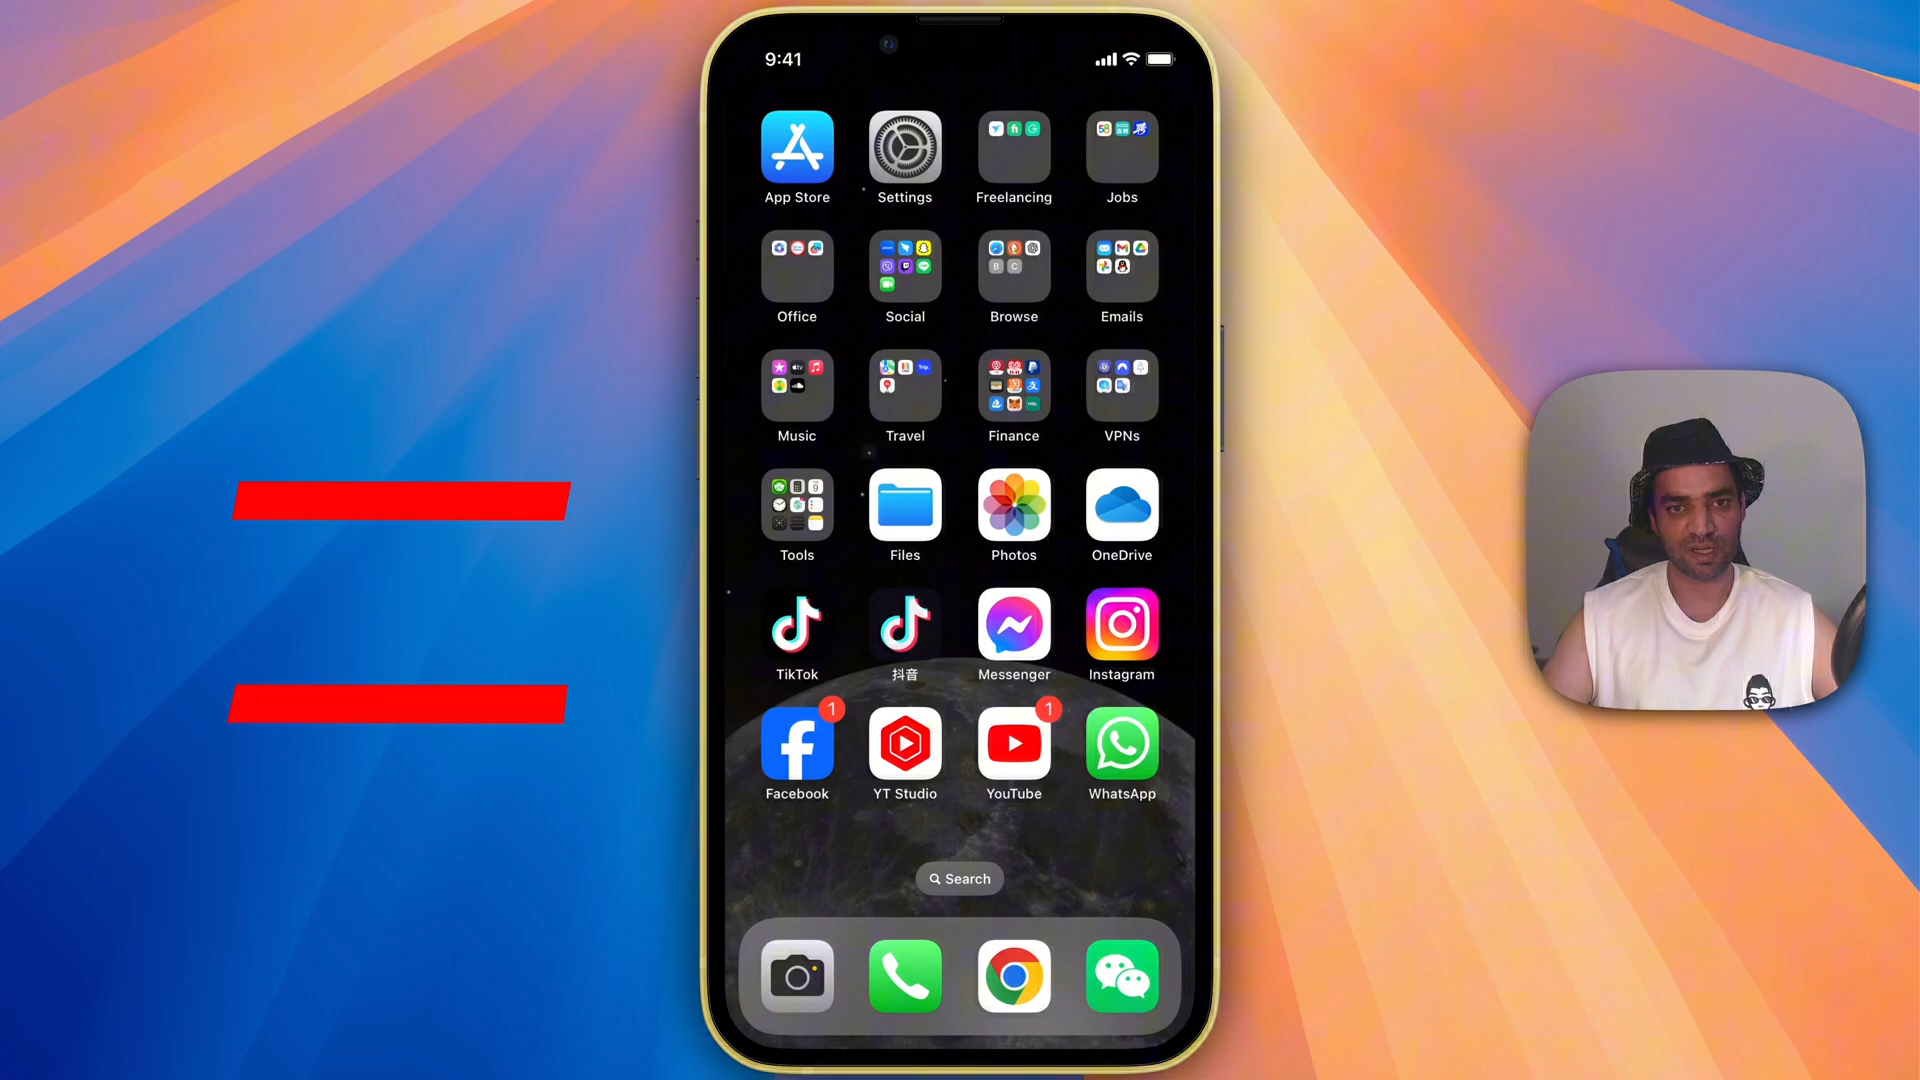 9:41
App Store
Settings
Freelancing
Jobs
Office
Social
Browse
Emails
Music
Travel
Finance
VPNs
Tools
Files
Photos
OneDrive
TikTok
抖音
Messenger
Instagram
1
1
Facebook
YT Studio
YouTube
WhatsApp
Search